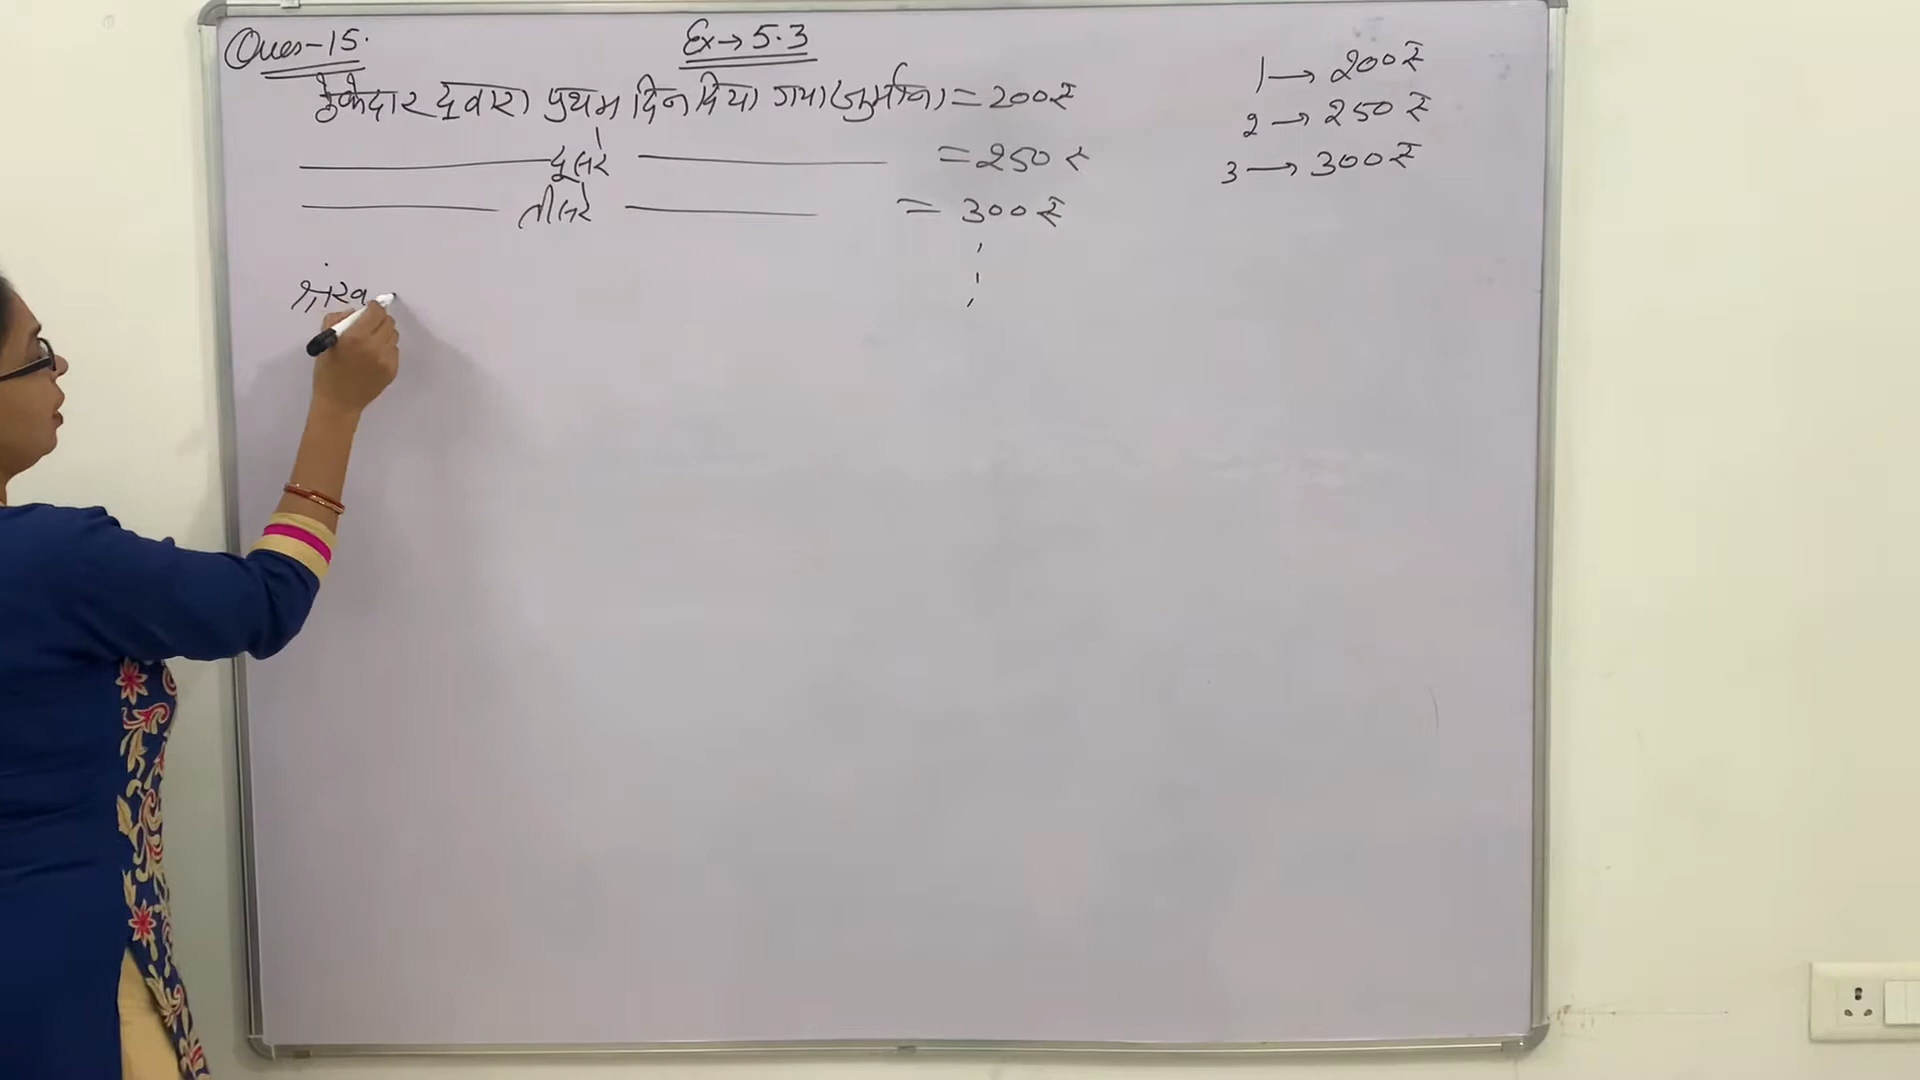 Ques-15.
Ex→ 5.3
ठेकेदार द्वारा प्रथम दिन दिया गया (जुर्माना) = 200₹
दूसरे = 250 ₹
तीसरे = 300₹
श्रंख
1 → 200₹
2 → 250₹
3 → 300₹